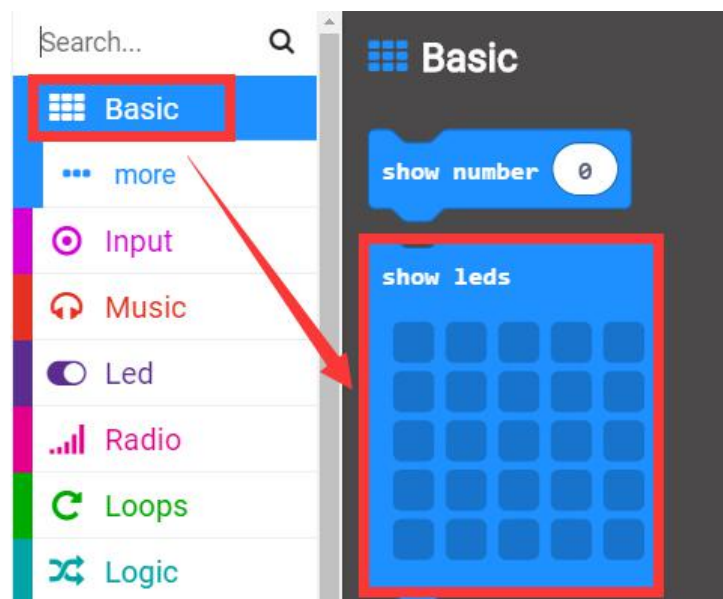 Search...
Basic
more
Input
Music
Led
Radio
Loops
Logic
Basic
show number 0
show leds